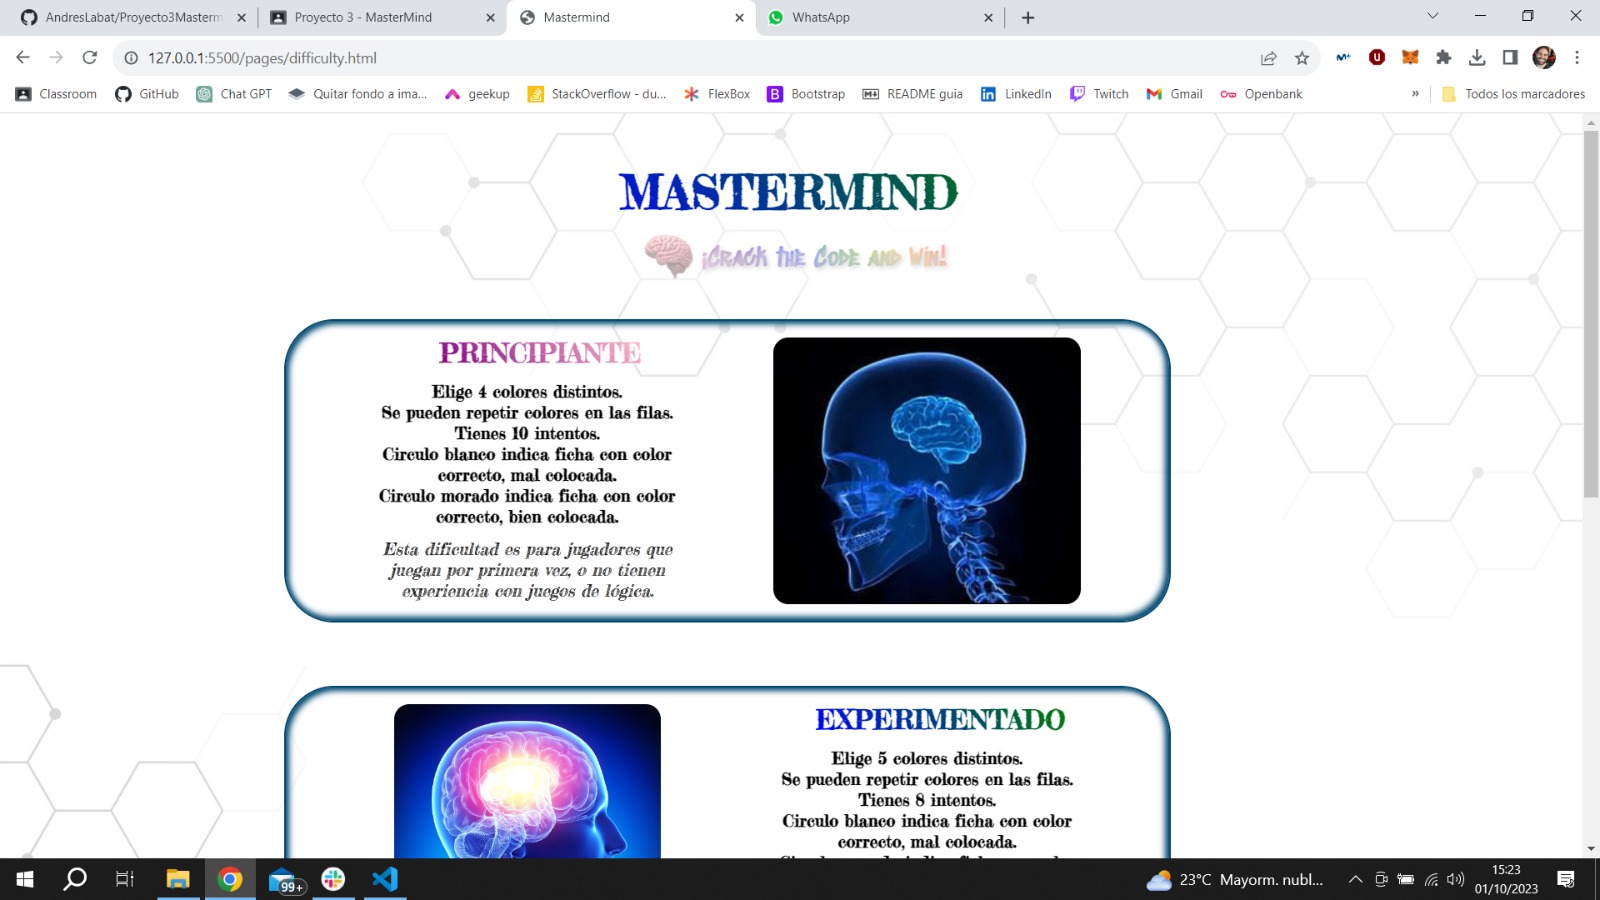 AndresLabat/Proyecto3Masterm
Proyecto 3 - MasterMind
Mastermind
WhatsApp
127.0.0.1:5500/pages/difficulty.html
Classroom
GitHub
Chat GPT
Quitar fondo a ima...
geekup
StackOverflow - du...
FlexBox
Bootstrap
README guia
LinkedIn
Twitch
Gmail
Openbank
»
Todos los marcadores
MASTERMIND
¡Crack the Code and Win!
PRINCIPIANTE
Elige 4 colores distintos.
Se pueden repetir colores en las filas.
Tienes 10 intentos.
Circulo blanco indica ficha con color
correcto, mal colocada.
Circulo morado indica ficha con color
correcto, bien colocada.
Esta dificultad es para jugadores que
juegan por primera vez, o no tienen
experiencia con juegos de lógica.
EXPERIMENTADO
Elige 5 colores distintos.
Se pueden repetir colores en las filas.
Tienes 8 intentos.
Circulo blanco indica ficha con color
correcto, mal colocada.
99+
23°C Mayorm. nubl...
15:23
01/10/2023